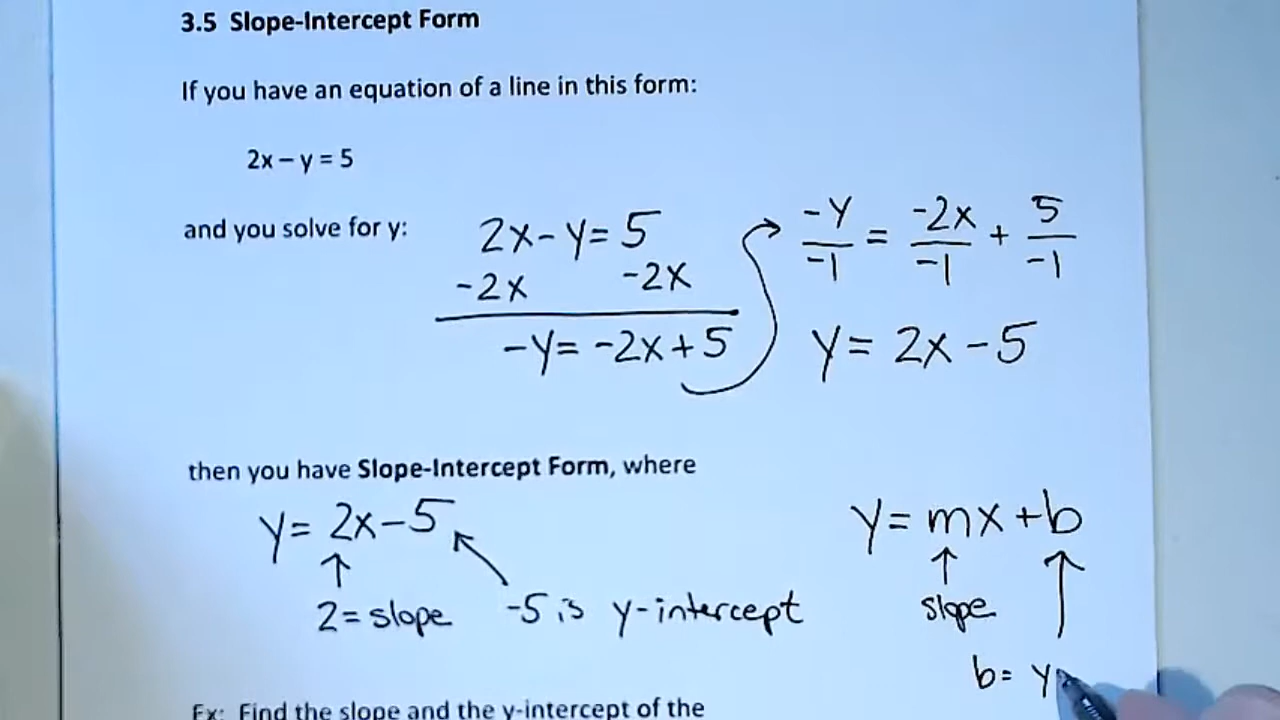 3.5 Slope-Intercept Form
If you have an equation of a line in this form:
2x – y = 5
and you solve for y:
2x - y = 5
-2x -2x
-y = -2x + 5
-y/-1 = -2x/-1 + 5/-1
y = 2x - 5
then you have Slope-Intercept Form, where
y = 2x - 5
2 = slope
-5 is y-intercept
y = mx + b
slope
b = y
Ex: Find the slope and the y-intercept of the